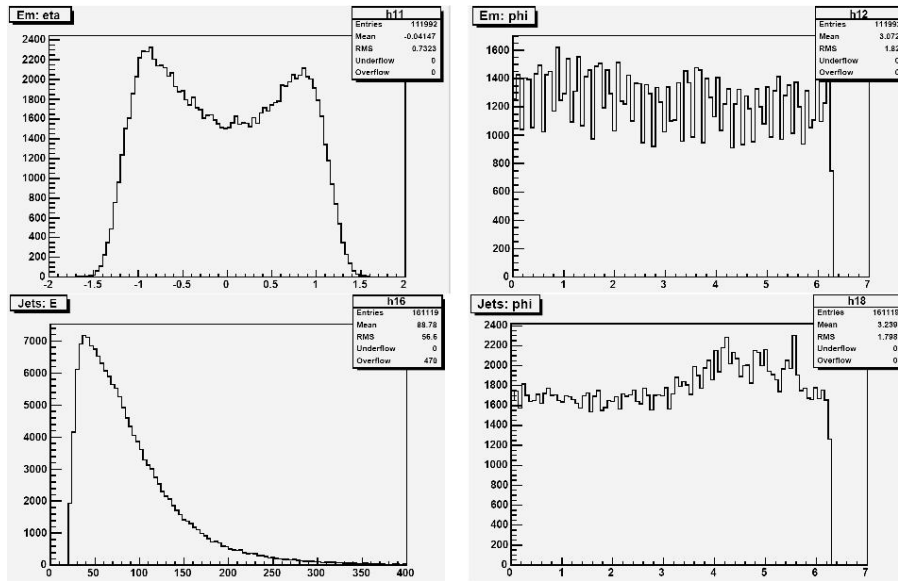 Em: eta
h11
Entries 111992
Mean -0.04147
RMS 0.7323
Underflow 0
Overflow 0
2400
2200
2000
1800
1600
1400
1200
1000
800
600
400
200
0
-2 -1.5 -1 -0.5 0 0.5 1 1.5 2
Em: phi
h12
Entries 111992
Mean 3.072
RMS 1.82
Underflow 0
Overflow 0
1600
1400
1200
1000
800
600
400
200
0
0 1 2 3 4 5 6 7
Jets: E
h16
Entries 161119
Mean 88.78
RMS 56.6
Underflow 0
Overflow 470
7000
6000
5000
4000
3000
2000
1000
0
0 50 100 150 200 250 300 350 400
Jets: phi
h18
Entries 161119
Mean 3.239
RMS 1.798
Underflow 0
Overflow 0
2400
2200
2000
1800
1600
1400
1200
1000
800
600
400
200
0
0 1 2 3 4 5 6 7